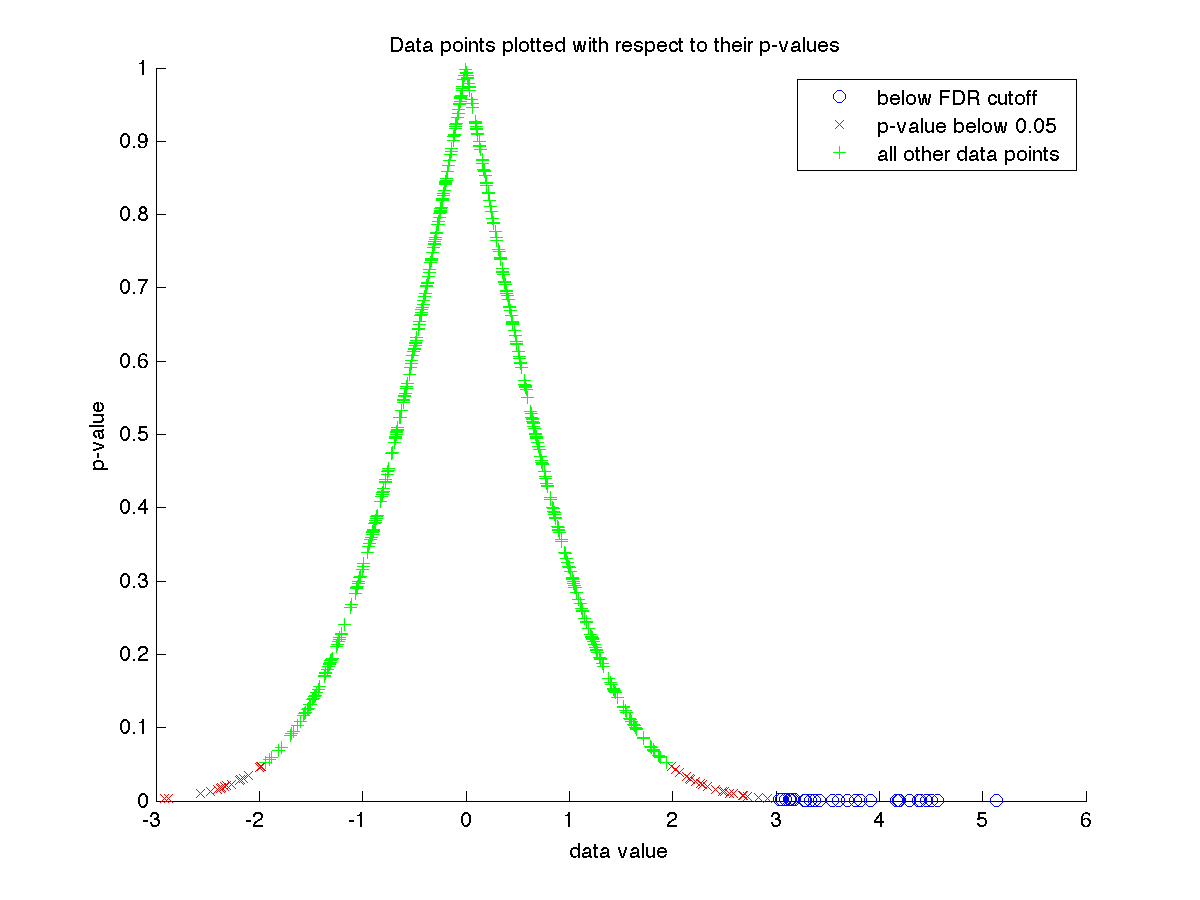 Data points plotted with respect to their p-values
below FDR cutoff
p-value below 0.05
all other data points
1
0.9
0.8
0.7
0.6
0.5
0.4
0.3
0.2
0.1
0
p-value
-3 -2 -1 0 1 2 3 4 5 6
data value